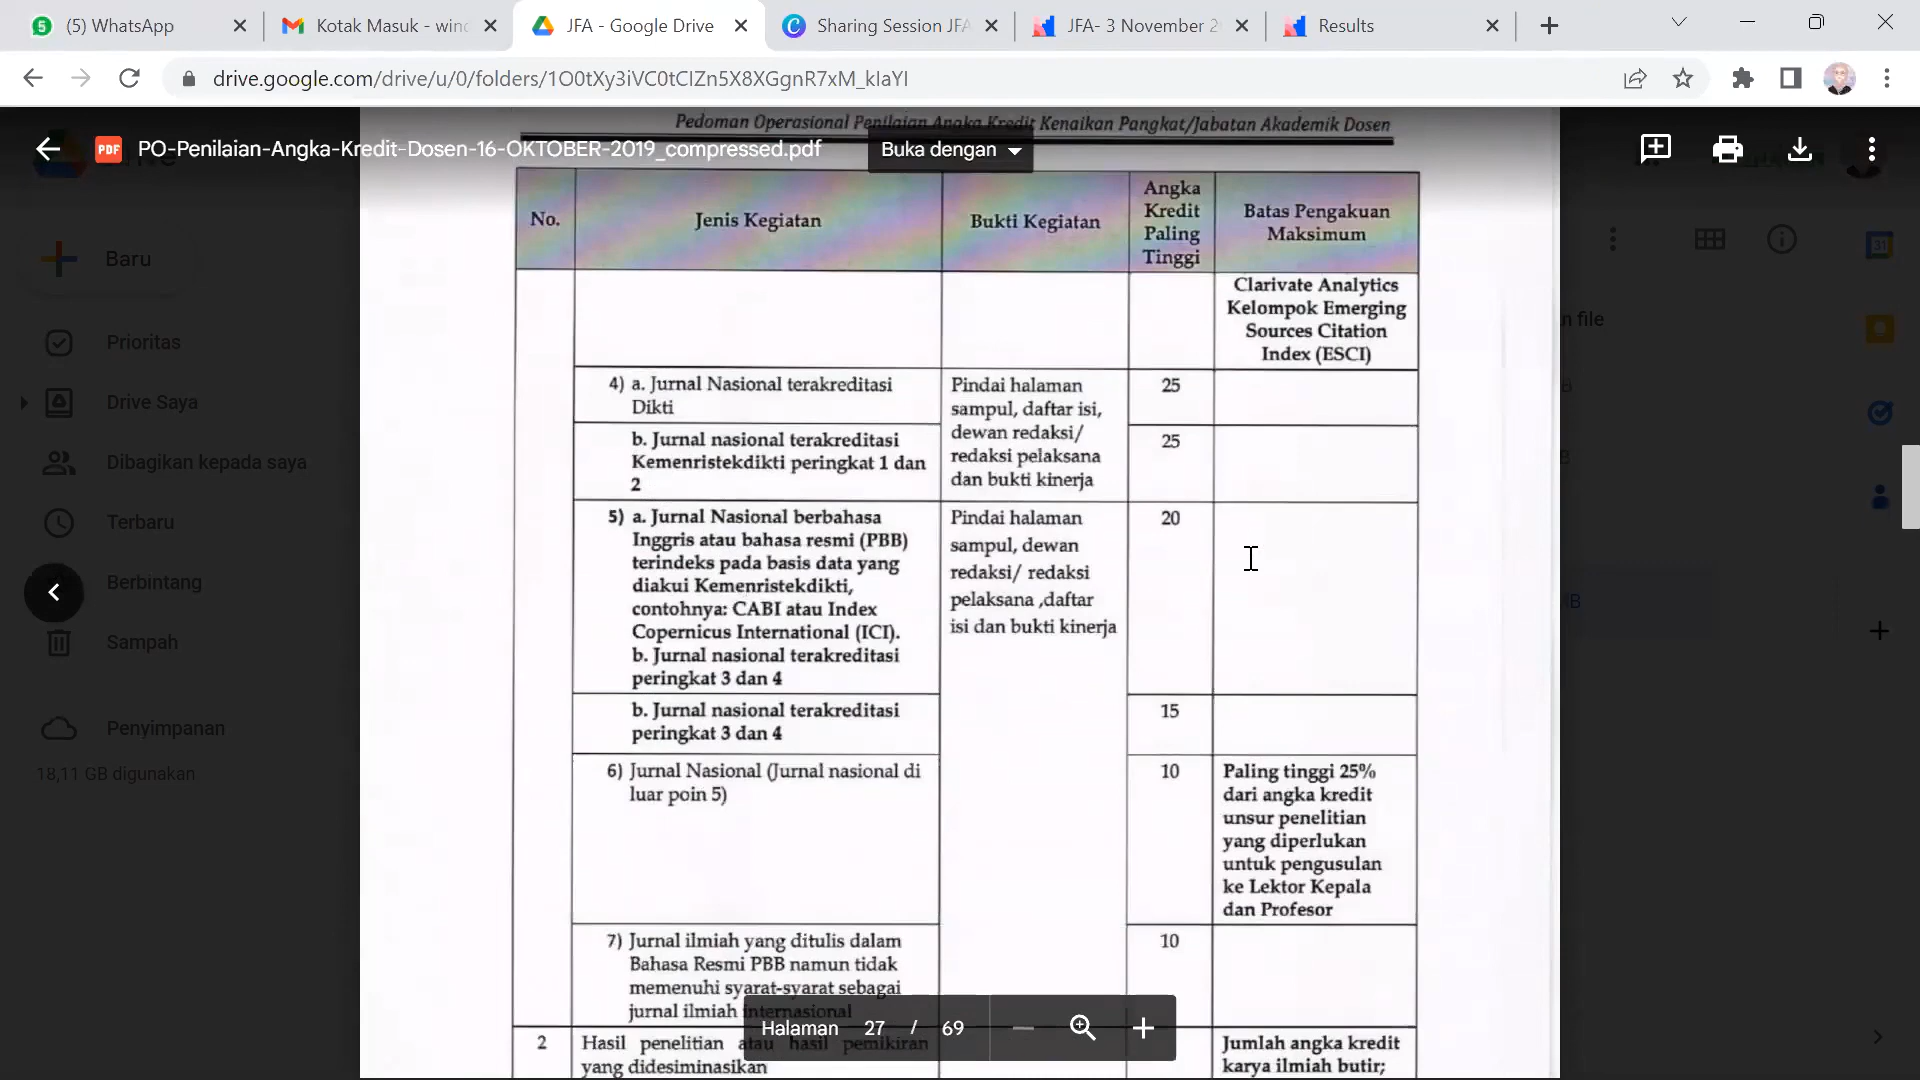 (5) WhatsApp
Kotak Masuk - wind
JFA - Google Drive
Sharing Session JFA
JFA- 3 November 2
Results
drive.google.com/drive/u/0/folders/1O0tXy3iVC0tCIZn5X8XGgnR7xM_klaYI
Pedoman Operasional Penilaian Angka Kredit Kenaikan Pangkat/Jabatan Akademik Dosen
PDF
PO-Penilaian-Angka-Kredit-Dosen-16-OKTOBER-2019_compressed.pdf
Buka dengan
Baru
Prioritas
Drive Saya
Dibagikan kepada saya
Terbaru
Berbintang
Sampah
Penyimpanan
18,11 GB digunakan
No.
Jenis Kegiatan
Bukti Kegiatan
Angka
Kredit
Paling
Tinggi
Batas Pengakuan
Maksimum
Clarivate Analytics
Kelompok Emerging
Sources Citation
Index (ESCI)
4) a. Jurnal Nasional terakreditasi
Dikti
Pindai halaman
sampul, daftar isi,
dewan redaksi/
redaksi pelaksana
dan bukti kinerja
25
b. Jurnal nasional terakreditasi
Kemenristekdikti peringkat 1 dan
2
25
5) a. Jurnal Nasional berbahasa
Inggris atau bahasa resmi (PBB)
terindeks pada basis data yang
diakui Kemenristekdikti,
contohnya: CABI atau Index
Copernicus International (ICI).
b. Jurnal nasional terakreditasi
peringkat 3 dan 4
Pindai halaman
sampul, dewan
redaksi/ redaksi
pelaksana ,daftar
isi dan bukti kinerja
20
b. Jurnal nasional terakreditasi
peringkat 3 dan 4
15
6) Jurnal Nasional (Jurnal nasional di
luar poin 5)
10
Paling tinggi 25%
dari angka kredit
unsur penelitian
yang diperlukan
untuk pengusulan
ke Lektor Kepala
dan Profesor
7) Jurnal ilmiah yang ditulis dalam
Bahasa Resmi PBB namun tidak
memenuhi syarat-syarat sebagai
jurnal ilmiah internasional
10
2
Hasil penelitian atau hasil pemikiran
yang didesiminasikan
Jumlah angka kredit
karya ilmiah butir;
Halaman 27 / 69
n file
31